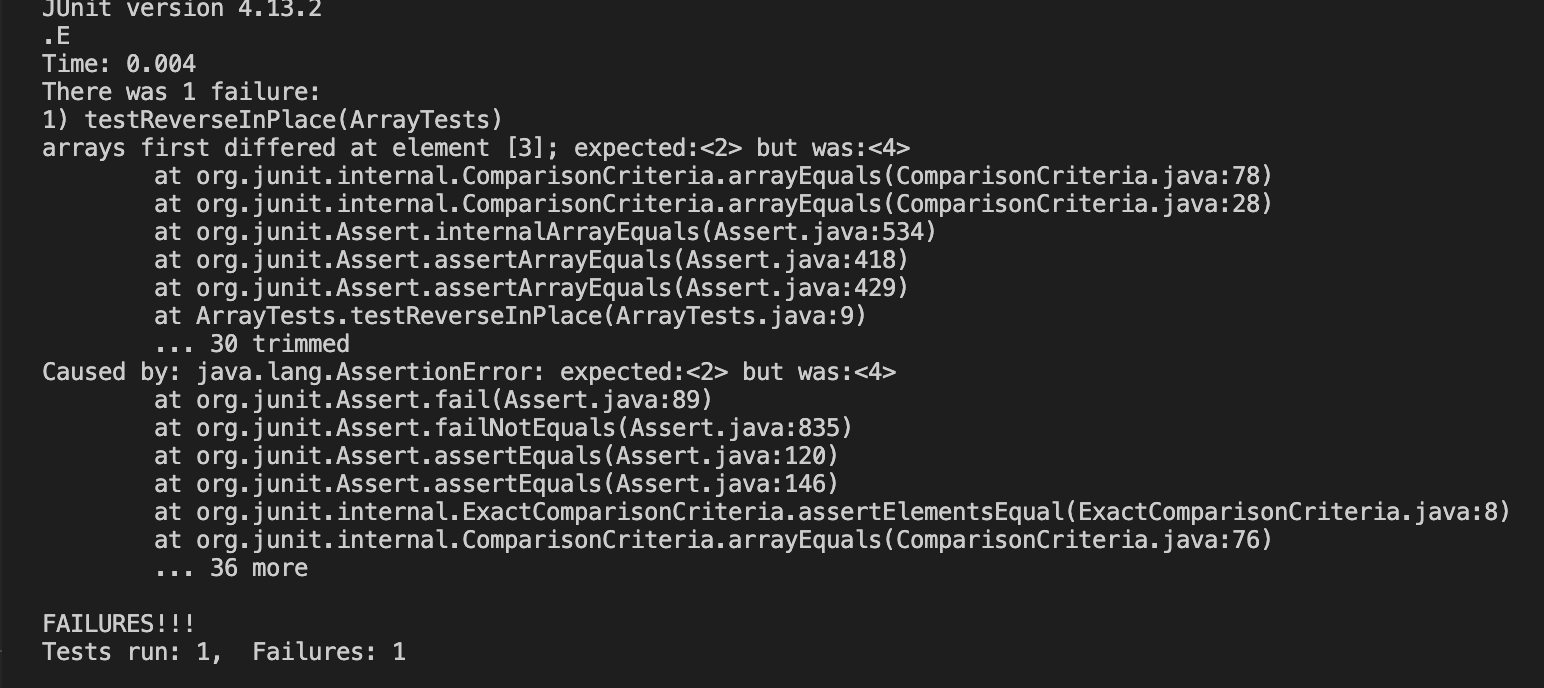 JUnit version 4.13.2
.E
Time: 0.004
There was 1 failure:
1) testReverseInPlace(ArrayTests)
arrays first differed at element [3]; expected:<2> but was:<4>
        at org.junit.internal.ComparisonCriteria.arrayEquals(ComparisonCriteria.java:78)
        at org.junit.internal.ComparisonCriteria.arrayEquals(ComparisonCriteria.java:28)
        at org.junit.Assert.internalArrayEquals(Assert.java:534)
        at org.junit.Assert.assertArrayEquals(Assert.java:418)
        at org.junit.Assert.assertArrayEquals(Assert.java:429)
        at ArrayTests.testReverseInPlace(ArrayTests.java:9)
        ... 30 trimmed
Caused by: java.lang.AssertionError: expected:<2> but was:<4>
        at org.junit.Assert.fail(Assert.java:89)
        at org.junit.Assert.failNotEquals(Assert.java:835)
        at org.junit.Assert.assertEquals(Assert.java:120)
        at org.junit.Assert.assertEquals(Assert.java:146)
        at org.junit.internal.ExactComparisonCriteria.assertElementsEqual(ExactComparisonCriteria.java:8)
        at org.junit.internal.ComparisonCriteria.arrayEquals(ComparisonCriteria.java:76)
        ... 36 more

FAILURES!!!
Tests run: 1,  Failures: 1